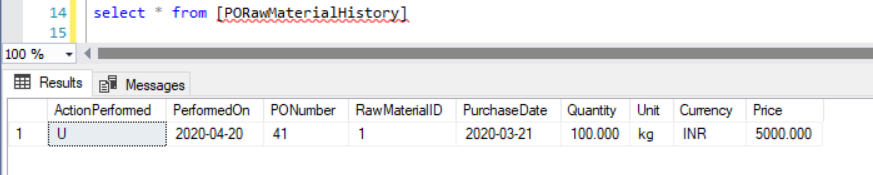 14 select * from [PORawMaterialHistory]
15
100 %
Results Messages
ActionPerformed PerformedOn PONumber RawMaterialID PurchaseDate Quantity Unit Currency Price
1 U 2020-04-20 41 1 2020-03-21 100.000 kg INR 5000.000